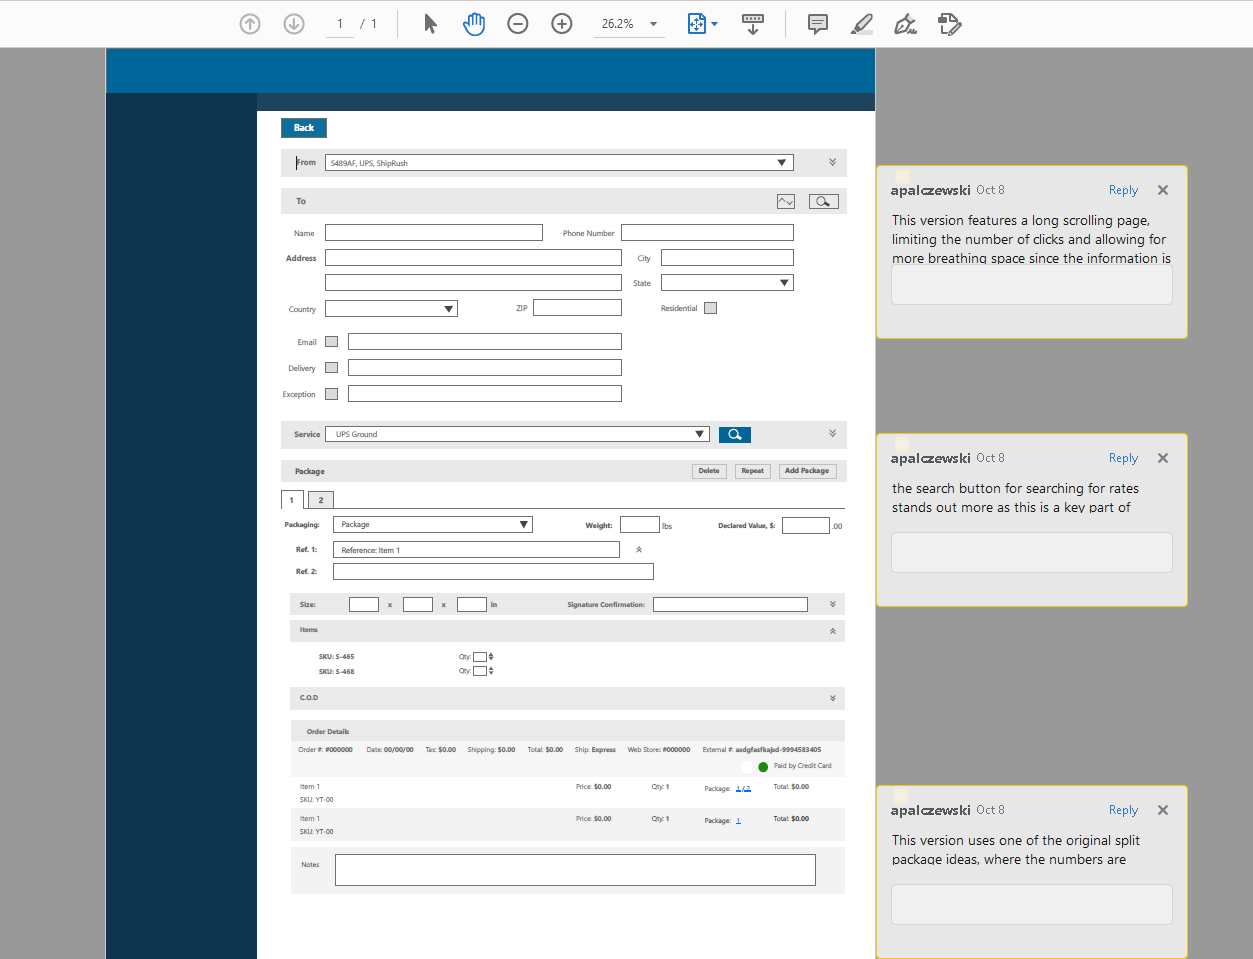 1 / 1 26.2%
Back
From 5489AF, UPS, ShipRush
To
Name Phone Number
Address City
State
Country ZIP Residential
Email
Delivery
Exception
Service UPS Ground
Package Delete Repeat Add Package
1 2
Packaging: Package Weight: lbs Declared Value, $: .00
Ref. 1: Reference: Item 1
Ref. 2:
Size: x x in Signature Confirmation:
Items
SKU: S-465 Qty:
SKU: S-468 Qty:
C.O.D
Order Details
Order #: #000000 Date: 00/00/00 Tax: $0.00 Shipping: $0.00 Total: $0.00 Ship: Express Web Store: #000000 External #: asdgfasfkajsd-9994583405
Paid by Credit Card
Item 1 Price: $0.00 Qty: 1 Package: 1 / 2 Total: $0.00
SKU: YT-00
Item 1 Price: $0.00 Qty: 1 Package: 1 Total: $0.00
SKU: YT-00
Notes
apalczewski Oct 8 Reply
This version features a long scrolling page,
limiting the number of clicks and allowing for
more breathing space since the information is
apalczewski Oct 8 Reply
the search button for searching for rates
stands out more as this is a key part of
apalczewski Oct 8 Reply
This version uses one of the original split
package ideas, where the numbers are